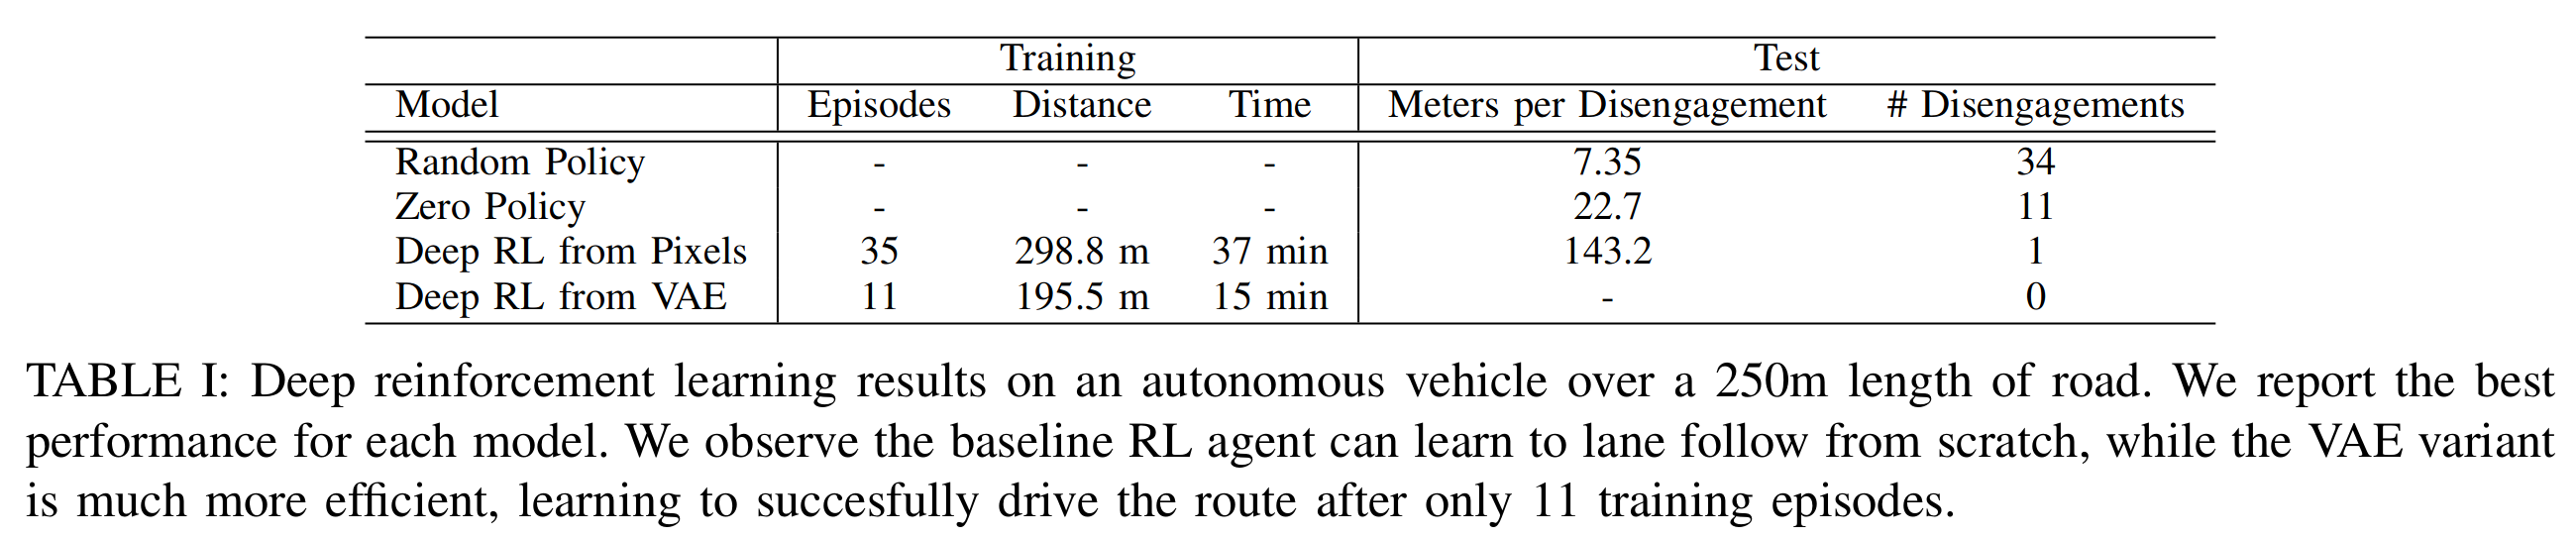 Training Test
Model Episodes Distance Time Meters per Disengagement # Disengagements
Random Policy - - - 7.35 34
Zero Policy - - - 22.7 11
Deep RL from Pixels 35 298.8 m 37 min 143.2 1
Deep RL from VAE 11 195.5 m 15 min - 0
TABLE I: Deep reinforcement learning results on an autonomous vehicle over a 250m length of road. We report the best
performance for each model. We observe the baseline RL agent can learn to lane follow from scratch, while the VAE variant
is much more efficient, learning to succesfully drive the route after only 11 training episodes.